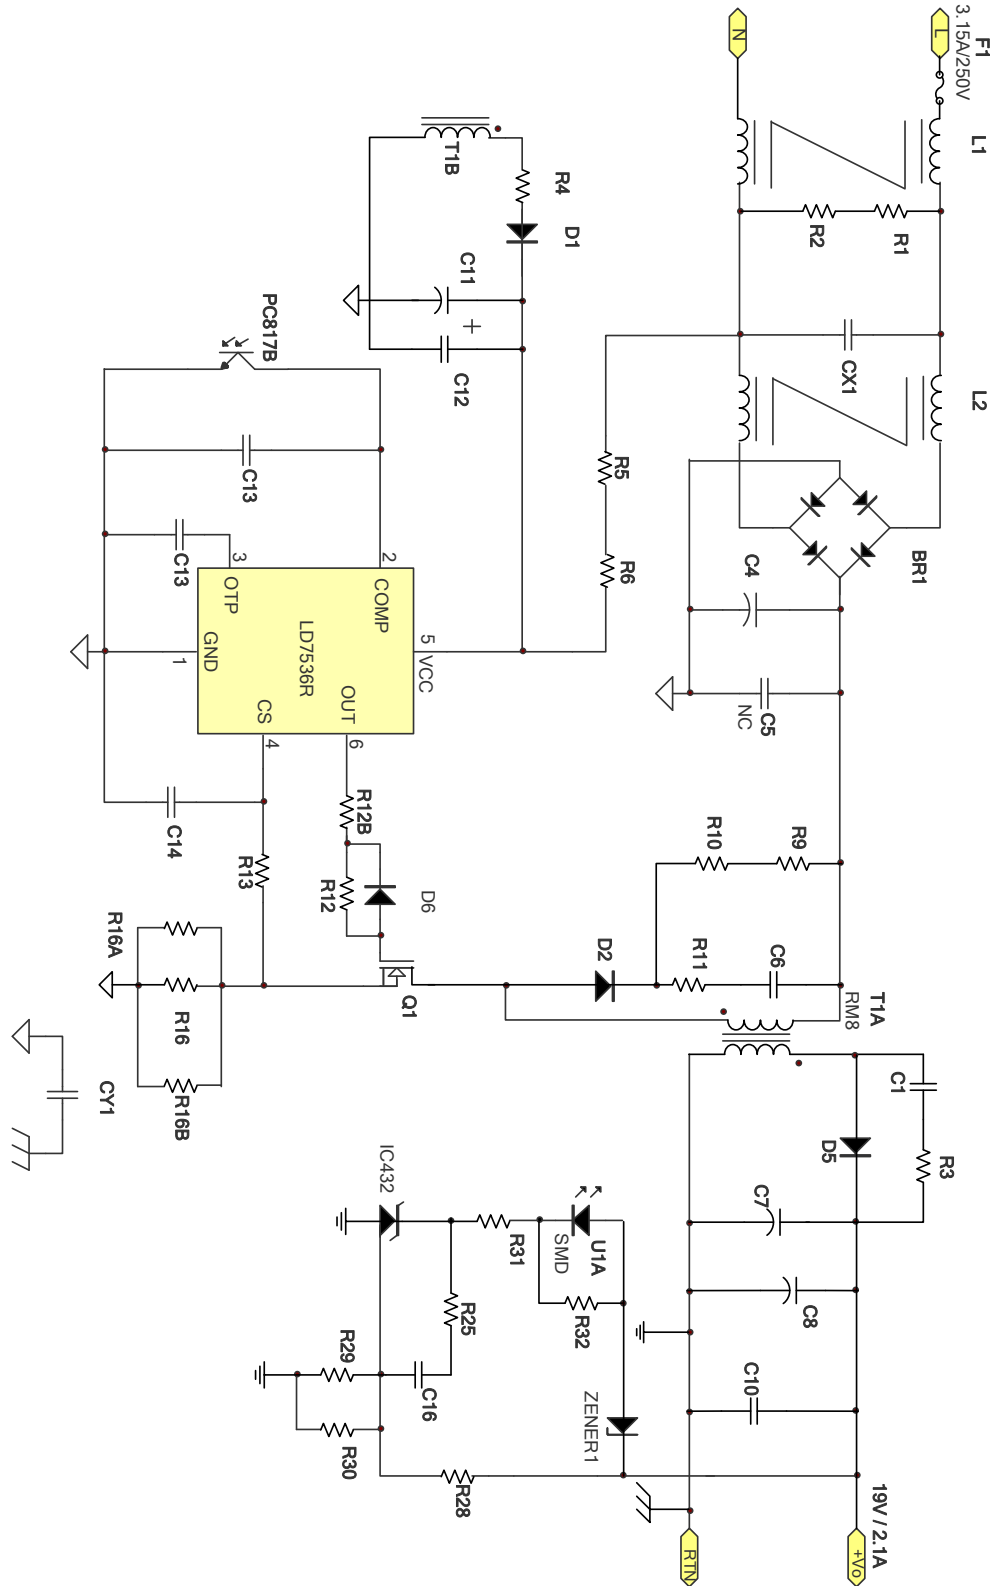 F1
3.15A/250V
L
N
L1
R1
R2
CX1
L2
BR1
C4
C5
NC
R5
R6
T1B
R4
D1
C11
+
C12
PC817B
C13
C13
3
OTP
2
COMP
LD7536R
5
VCC
GND
1
CS
4
OUT
6
C14
R13
R12B
R12
D6
Q1
R16A
R16
R16B
D2
R10
R9
R11
C6
T1A
RM8
C1
R3
D5
C7
C8
C10
19V / 2.1A
+Vo
RTN
CY1
IC432
R31
U1A
SMD
R32
R25
C16
R29
R30
R28
ZENER1